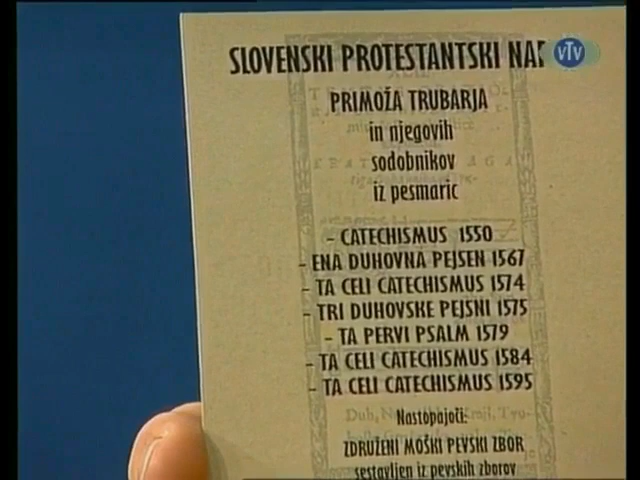 SLOVENSKI PROTESTANTSKI
VTV
PRIMOŽA TRUBARJA
in njegovih
sodobnikov
iz pesmaric
- CATECHISMUS 1550
- ENA DUHOVNA PEJSEN 1567
- TA CELI CATECHISMUS 1574
- TRI DUHOVSKE PEJSNI 1575
- TA PERVI PSALM 1579
- TA CELI CATECHISMUS 1584
- TA CELI CATECHISMUS 1595
Nastopajoči:
ZDRUŽENI MOŠKI PEVSKI ZBOR
sestavljen iz pevskih zborov